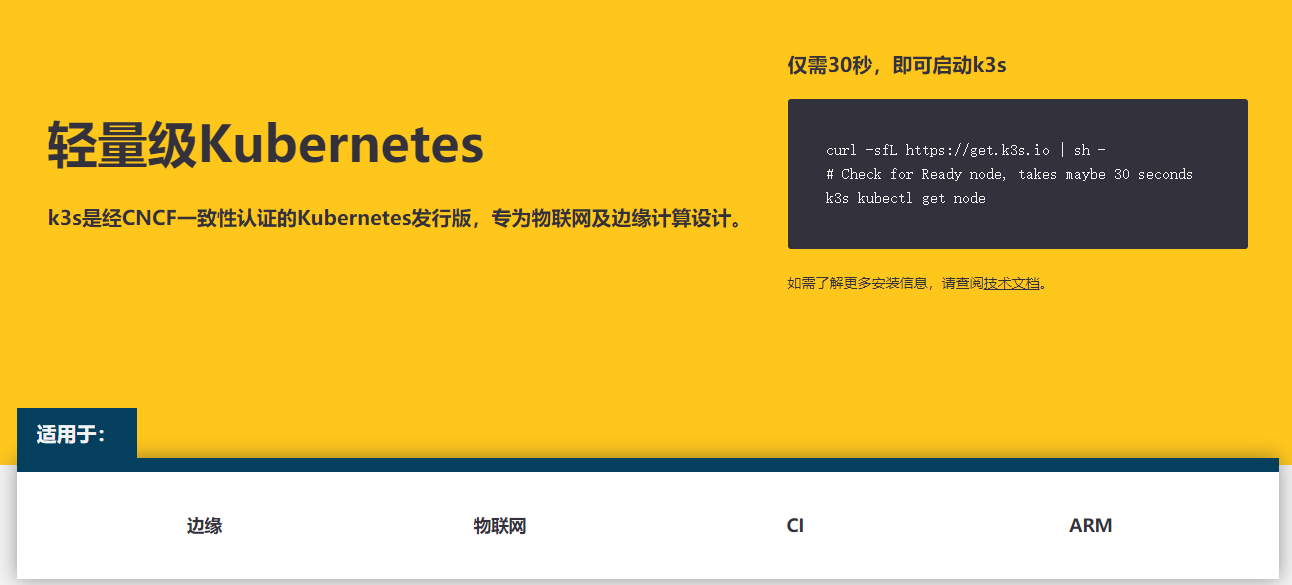 轻量级Kubernetes
k3s是经CNCF一致性认证的Kubernetes发行版，专为物联网及边缘计算设计。
仅需30秒，即可启动k3s
curl -sfL https://get.k3s.io | sh -
# Check for Ready node, takes maybe 30 seconds
k3s kubectl get node
如需了解更多安装信息，请查阅技术文档。
适用于：
边缘
物联网
CI
ARM